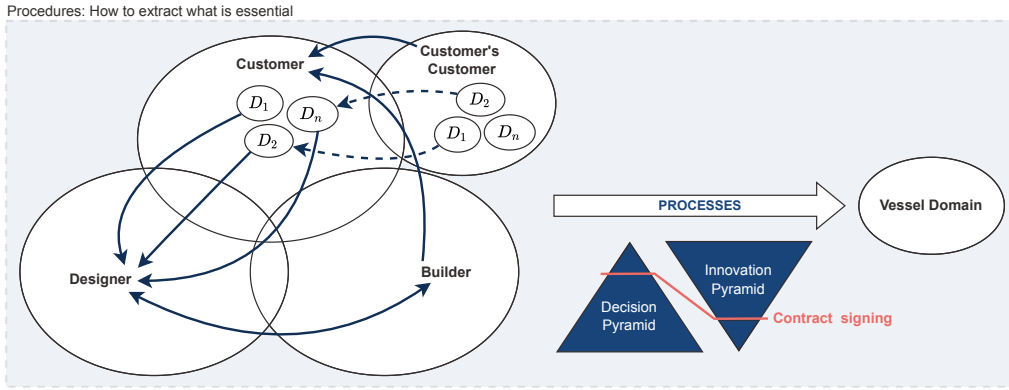 Procedures: How to extract what is essential
Customer
Customer's
Customer
D₁
Dₙ
D₂
D₂
D₁
Dₙ
Designer
Builder
PROCESSES
Vessel Domain
Decision
Pyramid
Innovation
Pyramid
Contract signing